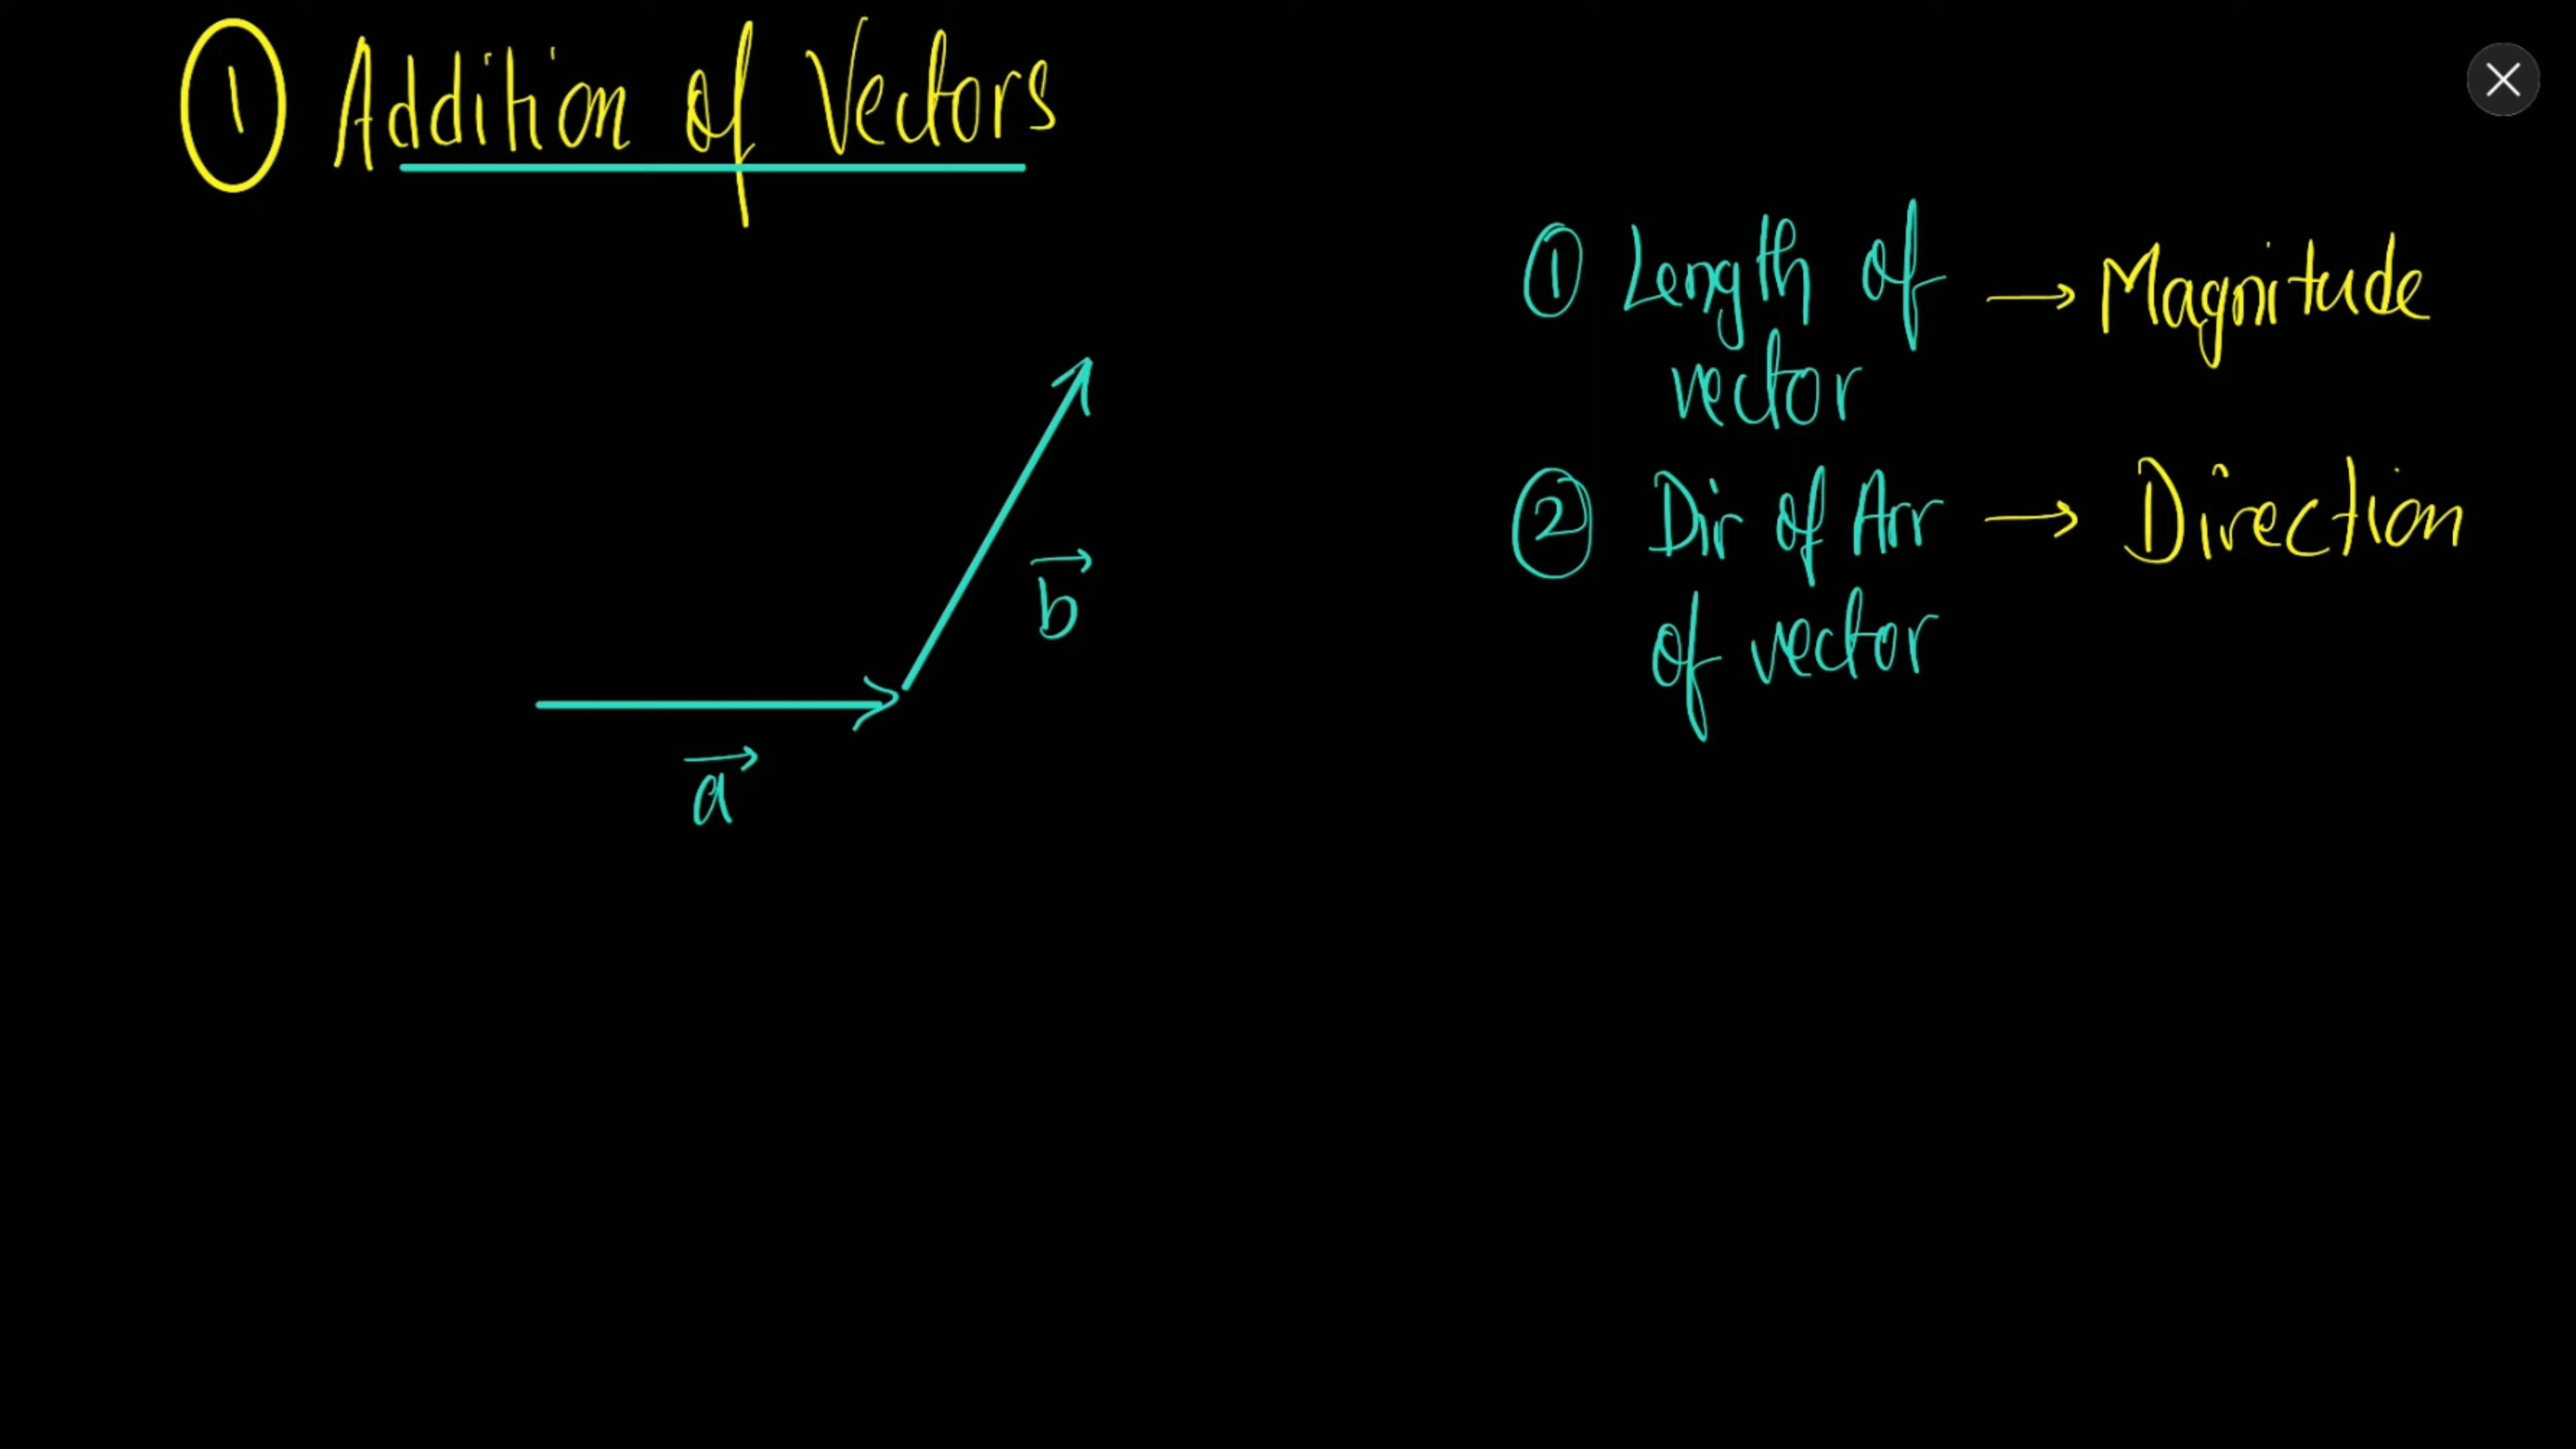 ① Addition of Vectors
① Length of → Magnitude
vector
② Dir of Arr → Direction
of vector
b⃗
a⃗